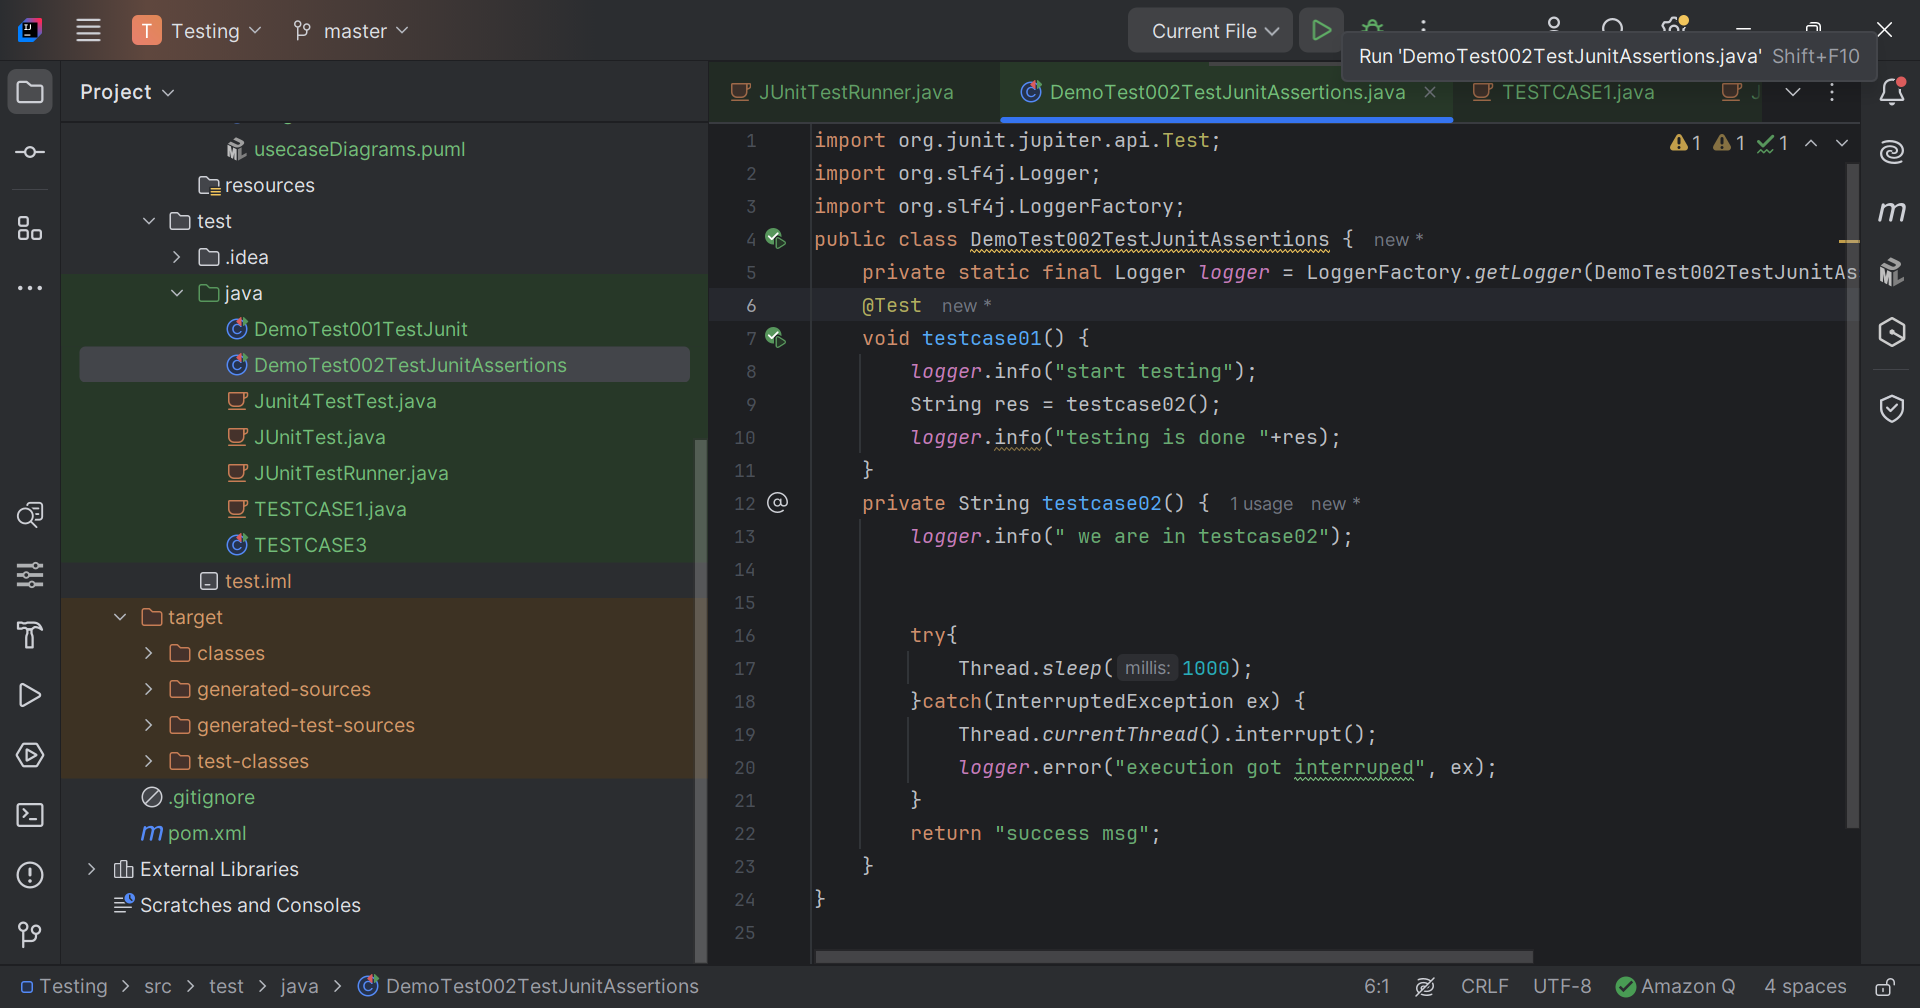 T Testing master Current File
Run 'DemoTest002TestJunitAssertions.java' Shift+F10
Project
JUnitTestRunner.java DemoTest002TestJunitAssertions.java TESTCASE1.java
usecaseDiagrams.puml
resources
test
.idea
java
DemoTest001TestJunit
DemoTest002TestJunitAssertions
Junit4TestTest.java
JUnitTest.java
JUnitTestRunner.java
TESTCASE1.java
TESTCASE3
test.iml
target
classes
generated-sources
generated-test-sources
test-classes
.gitignore
pom.xml
External Libraries
Scratches and Consoles
1 import org.junit.jupiter.api.Test;
1 1 1
2 import org.slf4j.Logger;
3 import org.slf4j.LoggerFactory;
4 public class DemoTest002TestJunitAssertions { new *
5 private static final Logger logger = LoggerFactory.getLogger(DemoTest002TestJunitAs
6 @Test new *
7 void testcase01() {
8 logger.info("start testing");
9 String res = testcase02();
10 logger.info("testing is done "+res);
11 }
12 private String testcase02() { 1 usage new *
13 logger.info(" we are in testcase02");
14
15
16 try{
17 Thread.sleep( millis: 1000);
18 }catch(InterruptedException ex) {
19 Thread.currentThread().interrupt();
20 logger.error("execution got interruped", ex);
21 }
22 return "success msg";
23 }
24 }
25
Testing > src > test > java > DemoTest002TestJunitAssertions
6:1 CRLF UTF-8 Amazon Q 4 spaces